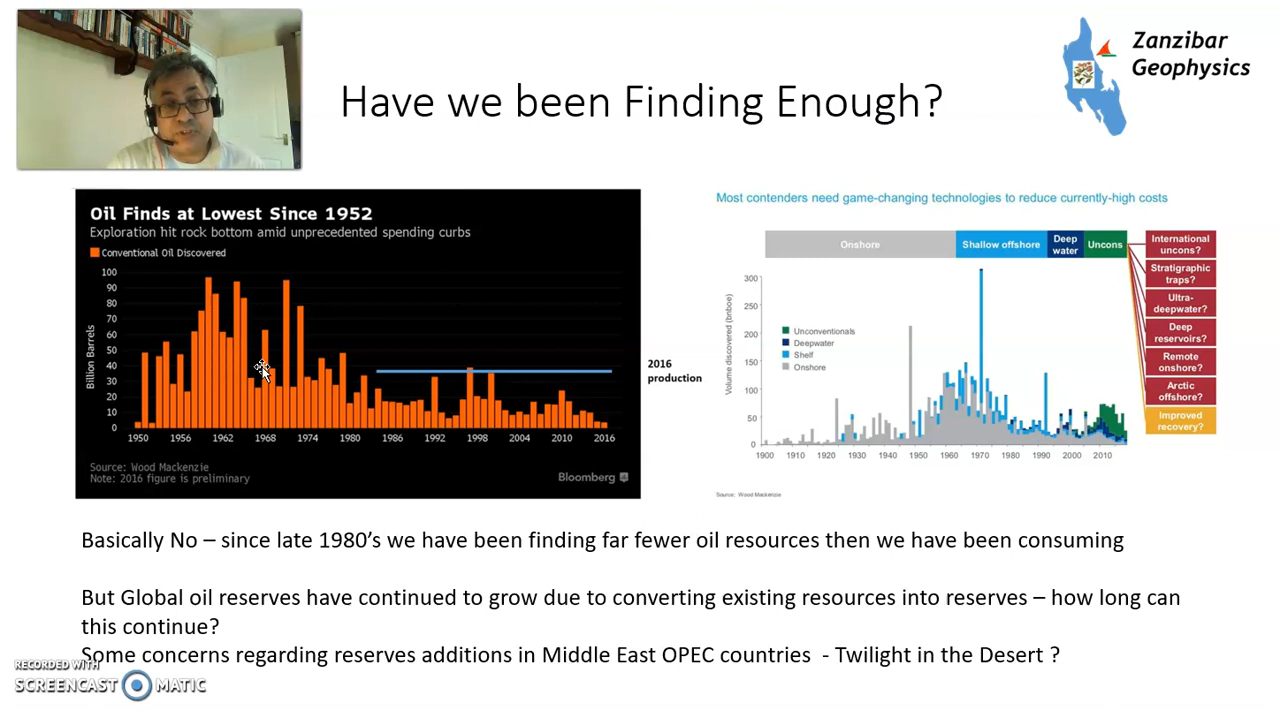 Zanzibar
Geophysics
Have we been Finding Enough?
Oil Finds at Lowest Since 1952
Exploration hit rock bottom amid unprecedented spending curbs
Conventional Oil Discovered
Billion Barrels
100
90
80
70
60
50
40
30
20
10
0
1950 1956 1962 1968 1974 1980 1986 1992 1998 2004 2010 2016
Source: Wood Mackenzie
Note: 2016 figure is preliminary
Bloomberg
2016
production
Most contenders need game-changing technologies to reduce currently-high costs
Onshore
Shallow offshore
Deep
water
Uncons
International
uncons?
Stratigraphic
traps?
Ultra-
deepwater?
Deep
reservoirs?
Remote
onshore?
Arctic
offshore?
Improved
recovery?
Volume discovered (bnboe)
300
250
200
150
100
50
0
Unconventionals
Deepwater
Shelf
Onshore
1900 1910 1920 1930 1940 1950 1960 1970 1980 1990 2000 2010
Source: Wood Mackenzie
Basically No – since late 1980’s we have been finding far fewer oil resources then we have been consuming
But Global oil reserves have continued to grow due to converting existing resources into reserves – how long can
this continue?
Some concerns regarding reserves additions in Middle East OPEC countries - Twilight in the Desert ?
RECORDED WITH
SCREENCAST MATIC